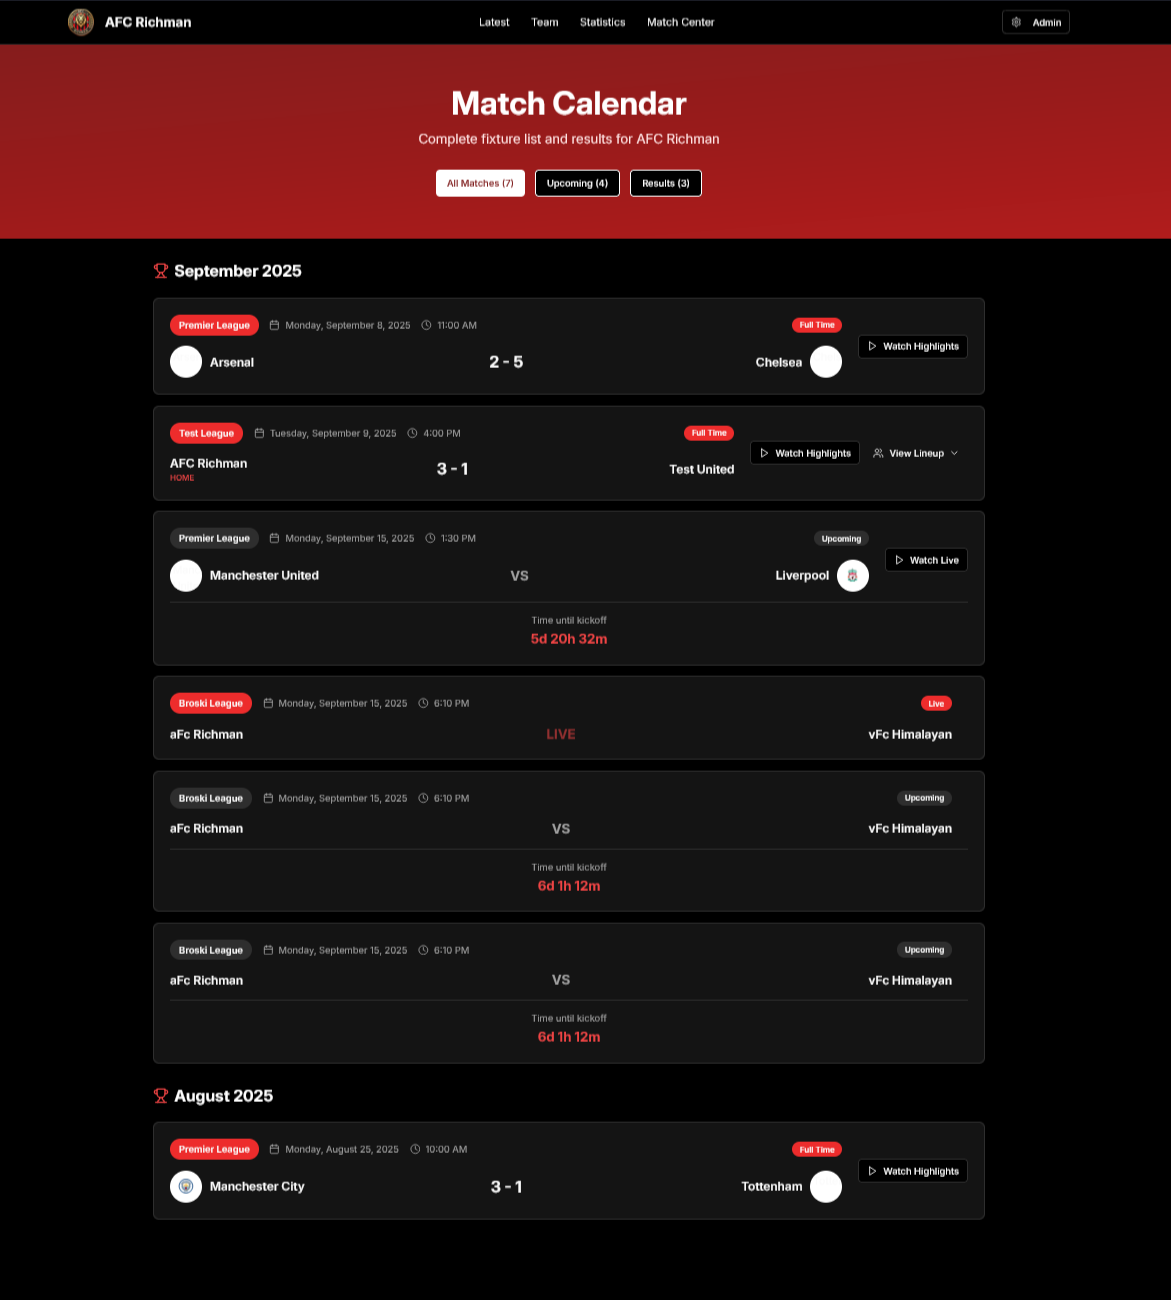 AFC Richman
Latest Team Statistics Match Center
Admin
Match Calendar
Complete fixture list and results for AFC Richman
All Matches (7) Upcoming (4) Results (3)
September 2025
Premier League Monday, September 8, 2025 11:00 AM Full Time
Watch Highlights
Arsenal 2 - 5 Chelsea
Test League Tuesday, September 9, 2025 4:00 PM Full Time
Watch Highlights View Lineup
AFC Richman 3 - 1 Test United
HOME
Premier League Monday, September 15, 2025 1:30 PM Upcoming
Watch Live
Manchester United VS Liverpool
Time until kickoff
5d 20h 32m
Broski League Monday, September 15, 2025 6:10 PM Live
aFc Richman LIVE vFc Himalayan
Broski League Monday, September 15, 2025 6:10 PM Upcoming
aFc Richman VS vFc Himalayan
Time until kickoff
6d 1h 12m
Broski League Monday, September 15, 2025 6:10 PM Upcoming
aFc Richman VS vFc Himalayan
Time until kickoff
6d 1h 12m
August 2025
Premier League Monday, August 25, 2025 10:00 AM Full Time
Watch Highlights
Manchester City 3 - 1 Tottenham